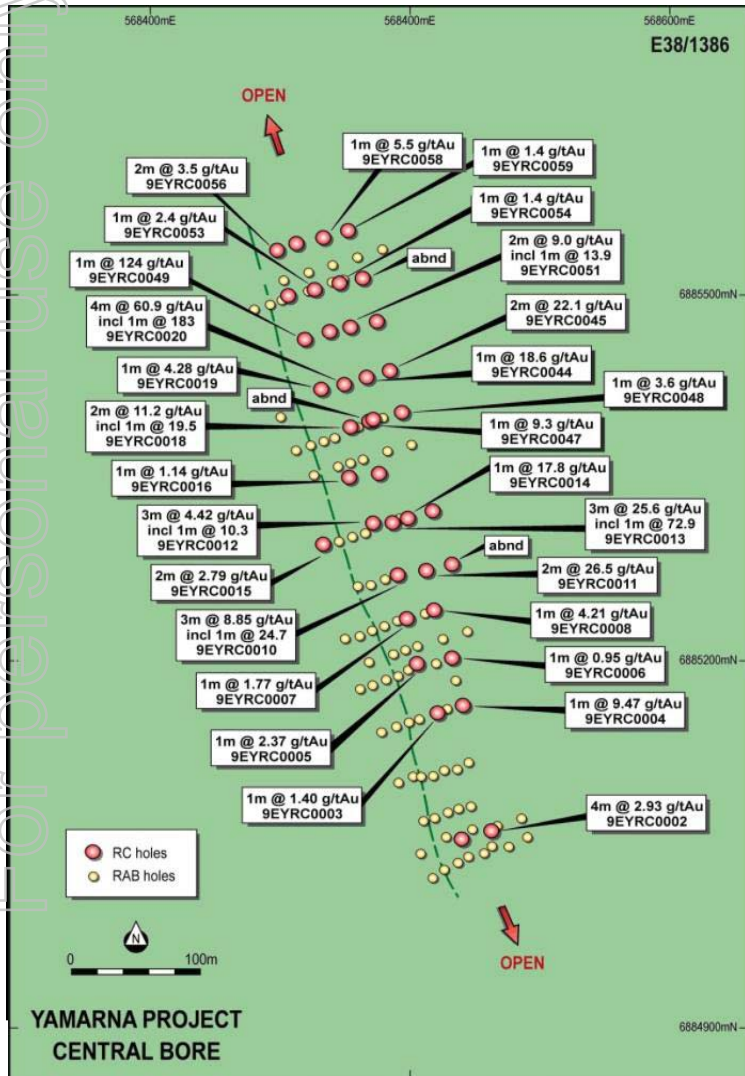 568400mE
568400mE
568600mE
E38/1386
OPEN
1m @ 5.5 g/tAu
9EYRC0058
1m @ 1.4 g/tAu
9EYRC0059
2m @ 3.5 g/tAu
9EYRC0056
1m @ 1.4 g/tAu
9EYRC0054
1m @ 2.4 g/tAu
9EYRC0053
abnd
2m @ 9.0 g/tAu
incl 1m @ 13.9
9EYRC0051
1m @ 124 g/tAu
9EYRC0049
6885500mN
4m @ 60.9 g/tAu
incl 1m @ 183
9EYRC0020
2m @ 22.1 g/tAu
9EYRC0045
1m @ 4.28 g/tAu
9EYRC0019
1m @ 18.6 g/tAu
9EYRC0044
abnd
1m @ 3.6 g/tAu
9EYRC0048
2m @ 11.2 g/tAu
incl 1m @ 19.5
9EYRC0018
1m @ 9.3 g/tAu
9EYRC0047
1m @ 1.14 g/tAu
9EYRC0016
1m @ 17.8 g/tAu
9EYRC0014
3m @ 4.42 g/tAu
incl 1m @ 10.3
9EYRC0012
3m @ 25.6 g/tAu
incl 1m @ 72.9
9EYRC0013
abnd
2m @ 2.79 g/tAu
9EYRC0015
2m @ 26.5 g/tAu
9EYRC0011
3m @ 8.85 g/tAu
incl 1m @ 24.7
9EYRC0010
1m @ 4.21 g/tAu
9EYRC0008
6885200mN
1m @ 0.95 g/tAu
9EYRC0006
1m @ 1.77 g/tAu
9EYRC0007
1m @ 9.47 g/tAu
9EYRC0004
1m @ 2.37 g/tAu
9EYRC0005
1m @ 1.40 g/tAu
9EYRC0003
4m @ 2.93 g/tAu
9EYRC0002
RC holes
RAB holes
N
0 100m
OPEN
YAMARNA PROJECT
CENTRAL BORE
6884900mN
For personal use only